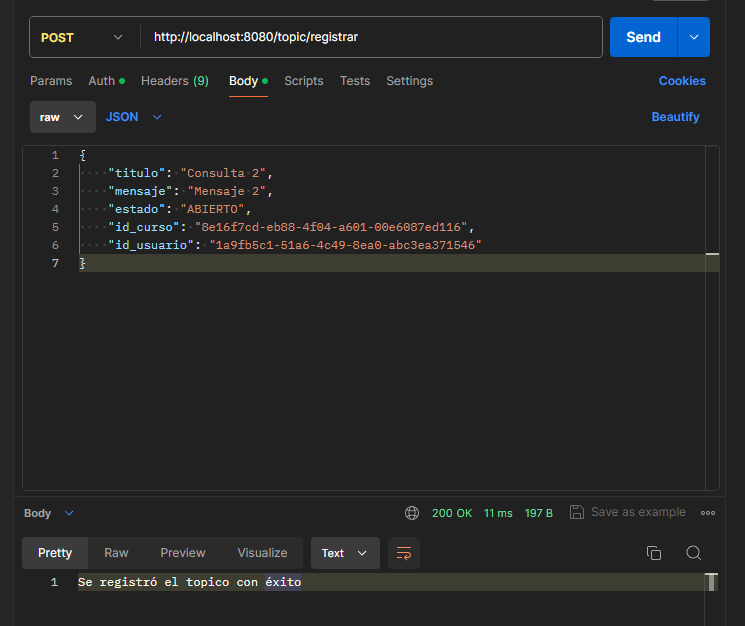 POST http://localhost:8080/topic/registrar Send
Params Auth Headers (9) Body Scripts Tests Settings Cookies
raw JSON Beautify
1 {
2 "titulo": "Consulta 2",
3 "mensaje": "Mensaje 2",
4 "estado": "ABIERTO",
5 "id_curso": "8e16f7cd-eb88-4f04-a601-00e6087ed116",
6 "id_usuario": "1a9fb5c1-51a6-4c49-8ea0-abc3ea371546"
7 }
Body 200 OK 11 ms 197 B Save as example
Pretty Raw Preview Visualize Text
1 Se registró el topico con éxito